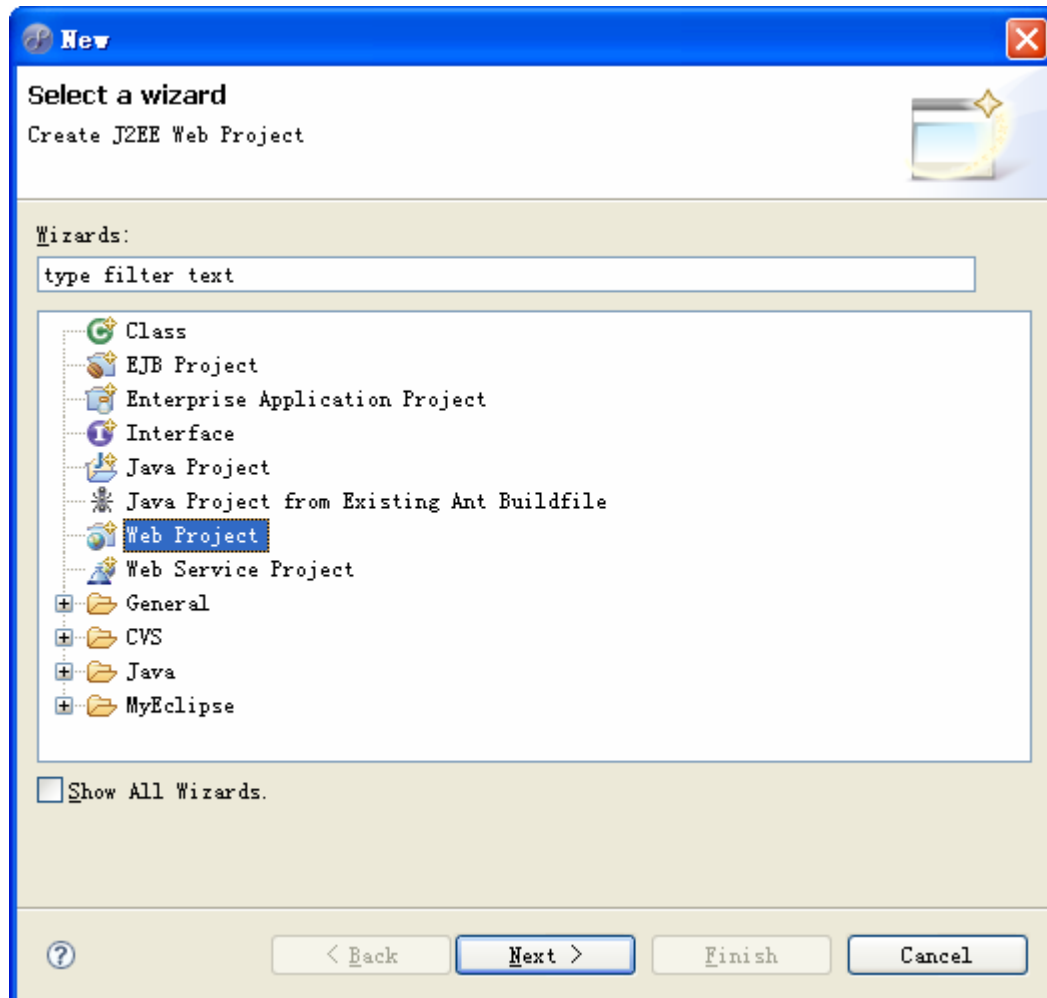 New
Select a wizard
Create J2EE Web Project
Wizards:
type filter text
Class
EJB Project
Enterprise Application Project
Interface
Java Project
Java Project from Existing Ant Buildfile
Web Project
Web Service Project
General
CVS
Java
MyEclipse
Show All Wizards.
< Back Next > Finish Cancel